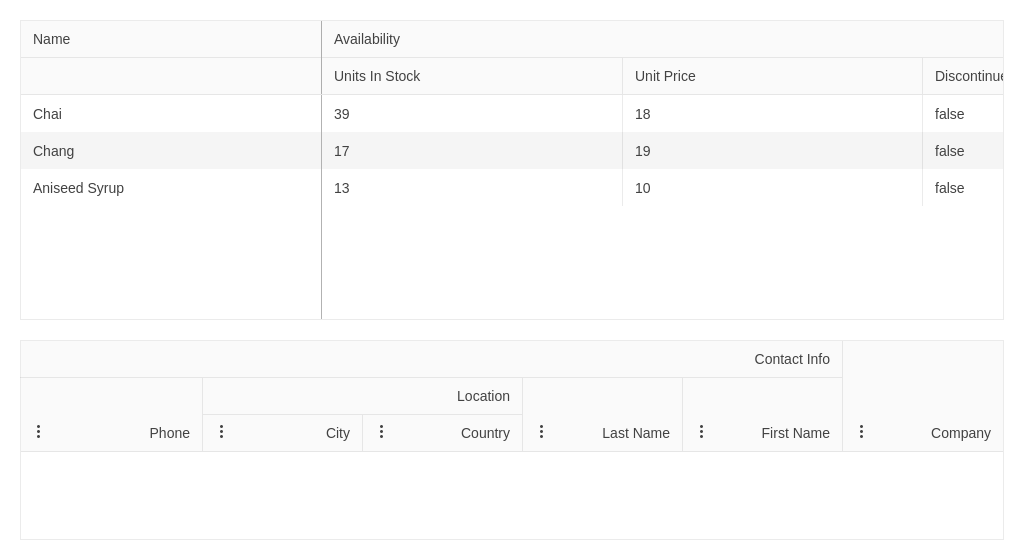 Name Availability
Units In Stock Unit Price Discontinue
Chai 39 18 false
Chang 17 19 false
Aniseed Syrup 13 10 false
Contact Info
Location
Phone City Country Last Name First Name Company